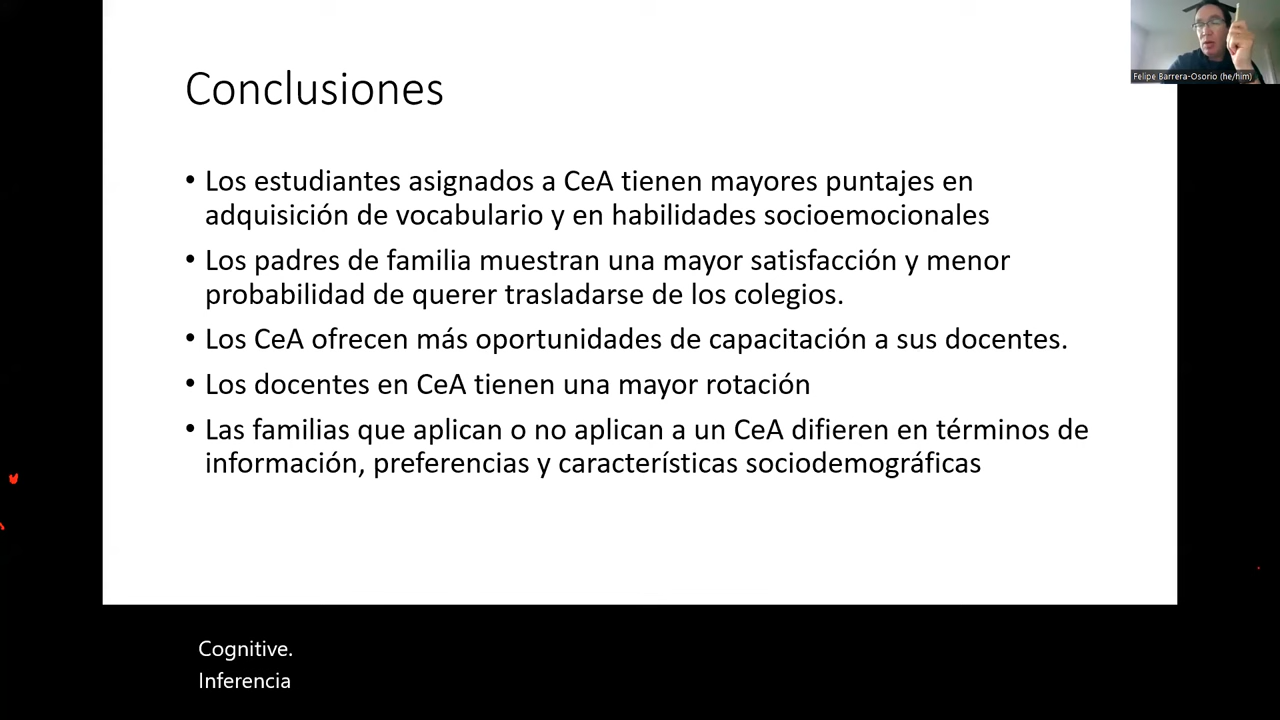 Felipe Barrera-Osorio (he/him)
Conclusiones
• Los estudiantes asignados a CeA tienen mayores puntajes en
adquisición de vocabulario y en habilidades socioemocionales
• Los padres de familia muestran una mayor satisfacción y menor
probabilidad de querer trasladarse de los colegios.
• Los CeA ofrecen más oportunidades de capacitación a sus docentes.
• Los docentes en CeA tienen una mayor rotación
• Las familias que aplican o no aplican a un CeA difieren en términos de
información, preferencias y características sociodemográficas
Cognitive.
Inferencia